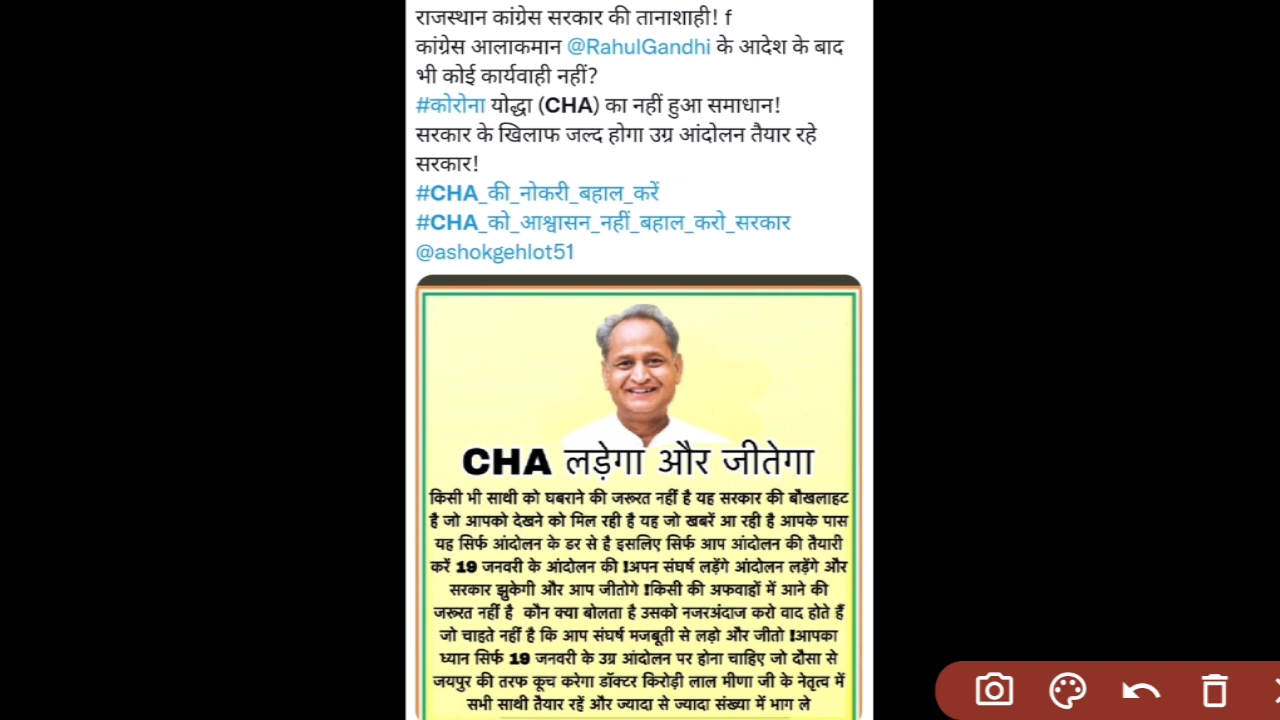 राजस्थान कांग्रेस सरकार की तानाशाही! f
कांग्रेस आलाकमान @RahulGandhi के आदेश के बाद
भी कोई कार्यवाही नहीं?
#कोरोना योद्धा (CHA) का नहीं हुआ समाधान!
सरकार के खिलाफ जल्द होगा उग्र आंदोलन तैयार रहे
सरकार!
#CHA_की_नोकरी_बहाल_करें
#CHA_को_आश्वासन_नहीं_बहाल_करो_सरकार
@ashokgehlot51
CHA लड़ेगा और जीतेगा
किसी भी साथी को घबराने की जरूरत नहीं है यह सरकार की बौखलाहट
है जो आपको देखने को मिल रही है यह जो खबरें आ रही है आपके पास
यह सिर्फ आंदोलन के डर से है इसलिए सिर्फ आप आंदोलन की तैयारी
करें 19 जनवरी के आंदोलन की !अपन संघर्ष लड़ेंगे आंदोलन लड़ेंगे और
सरकार झुकेगी और आप जीतोगे !किसी की अफवाहों में आने की
जरूरत नहीं है कौन क्या बोलता है उसको नजरअंदाज करो वाद होते हैं
जो चाहते नहीं है कि आप संघर्ष मजबूती से लड़ो और जीतो !आपका
ध्यान सिर्फ 19 जनवरी के उग्र आंदोलन पर होना चाहिए जो दौसा से
जयपुर की तरफ कूच करेगा डॉक्टर किरोड़ी लाल मीणा जी के नेतृत्व में
सभी साथी तैयार रहें और ज्यादा से ज्यादा संख्या में भाग ले